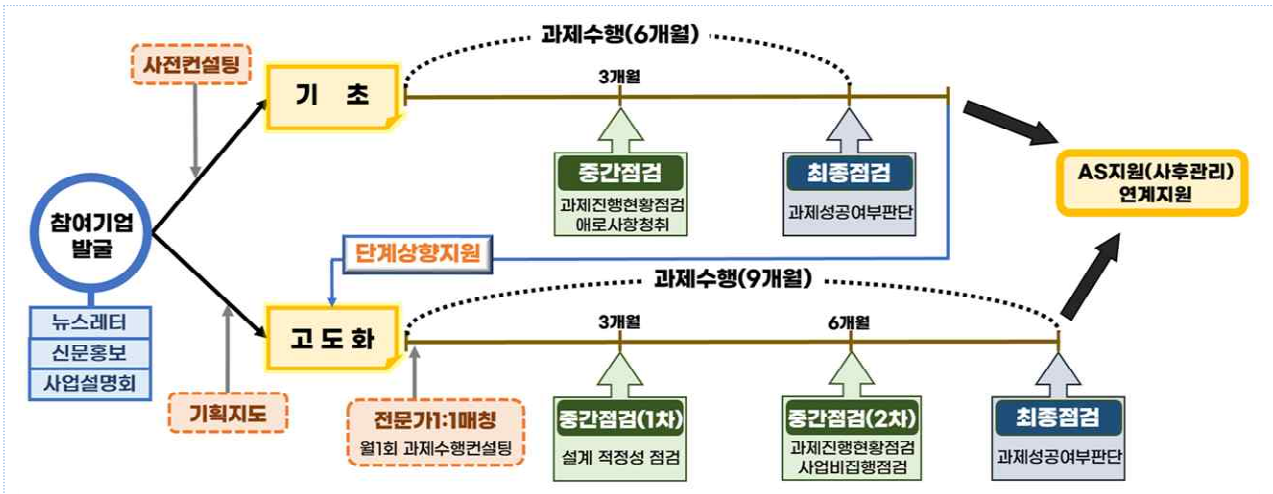 과제수행(6개월)
사전컨설팅
기 초
3개월
중간점검
과제진행현황점검
애로사항청취
최종점검
과제성공여부판단
AS지원(사후관리)
연계지원
참여기업
발굴
뉴스레터
신문홍보
사업설명회
단계상향지원
과제수행(9개월)
고 도 화
3개월
6개월
기획지도
전문가1:1매칭
월1회 과제수행컨설팅
중간점검(1차)
설계 적정성 점검
중간점검(2차)
과제진행현황점검
사업비집행점검
최종점검
과제성공여부판단